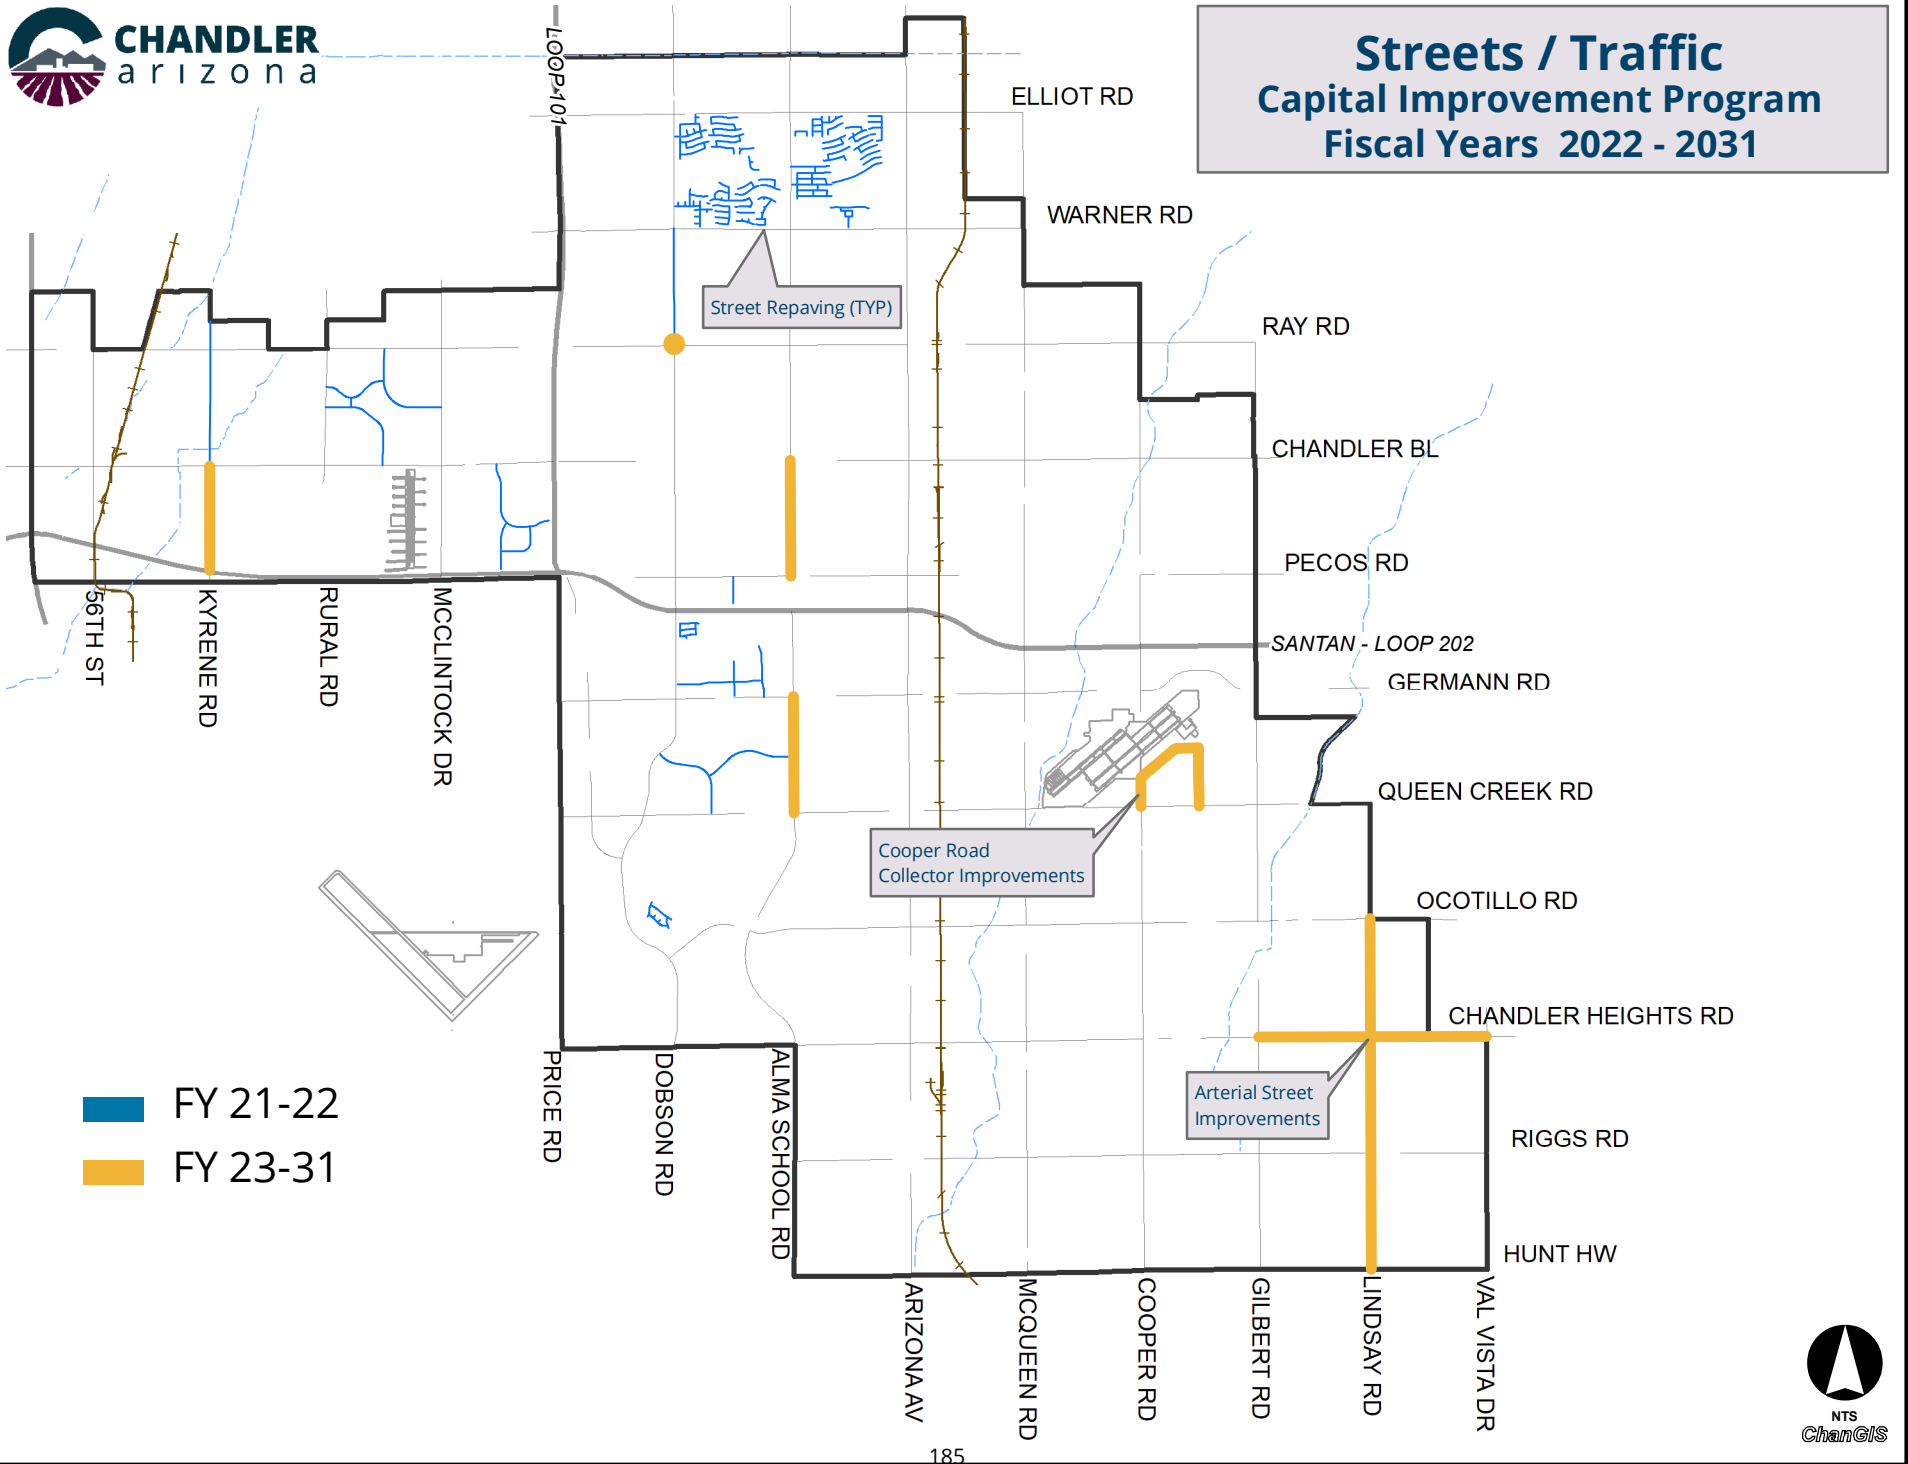 CHANDLER
arizona
Streets / Traffic
Capital Improvement Program
Fiscal Years 2022 - 2031
LOOP 101
ELLIOT RD
WARNER RD
Street Repaving (TYP)
RAY RD
CHANDLER BL
PECOS RD
SANTAN - LOOP 202
GERMANN RD
56TH ST
KYRENE RD
RURAL RD
MCCLINTOCK DR
QUEEN CREEK RD
Cooper Road
Collector Improvements
OCOTILLO RD
CHANDLER HEIGHTS RD
PRICE RD
DOBSON RD
ALMA SCHOOL RD
Arterial Street
Improvements
FY 21-22
FY 23-31
RIGGS RD
HUNT HW
ARIZONA AV
MCQUEEN RD
COOPER RD
GILBERT RD
LINDSAY RD
VAL VISTA DR
NTS
ChanGIS
185